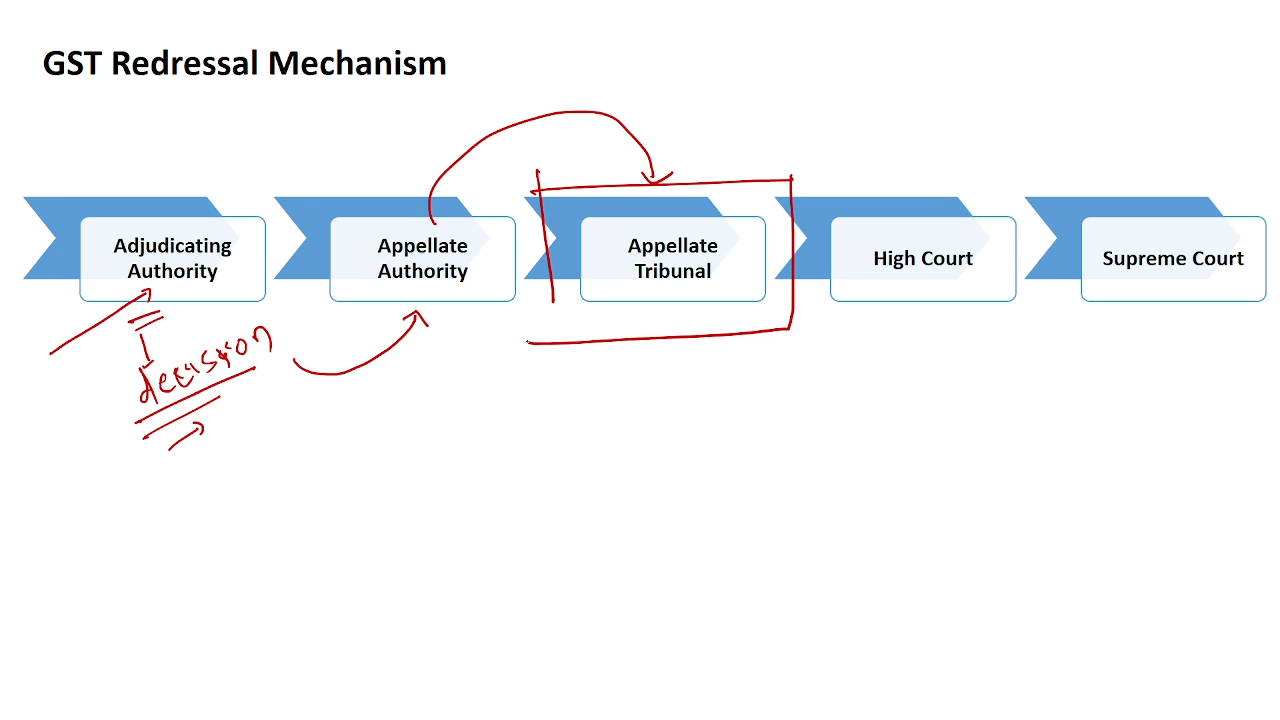 GST Redressal Mechanism
Adjudicating
Authority
Appellate
Authority
Appellate
Tribunal
High Court
Supreme Court
decision